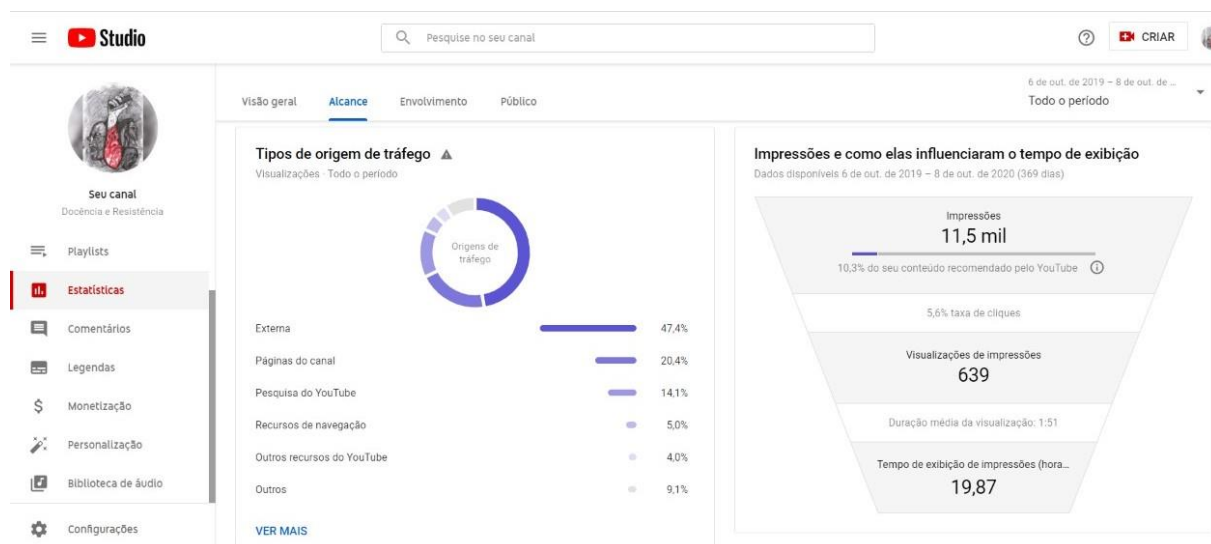 Studio
Pesquise no seu canal
CRIAR
Seu canal
Docência e Resistência
Playlists
Estatísticas
Comentários
Legendas
Monetização
Personalização
Biblioteca de áudio
Configurações
Visão geral Alcance Envolvimento Público
6 de out. de 2019 – 8 de out. de ...
Todo o período
Tipos de origem de tráfego
Visualizações · Todo o período
Origens de
tráfego
Externa 47,4%
Páginas do canal 20,4%
Pesquisa do YouTube 14,1%
Recursos de navegação 5,0%
Outros recursos do YouTube 4,0%
Outros 9,1%
VER MAIS
Impressões e como elas influenciaram o tempo de exibição
Dados disponíveis 6 de out. de 2019 – 8 de out. de 2020 (369 dias)
Impressões
11,5 mil
10,3% do seu conteúdo recomendado pelo YouTube
5,6% taxa de cliques
Visualizações de impressões
639
Duração média da visualização: 1:51
Tempo de exibição de impressões (hora...
19,87